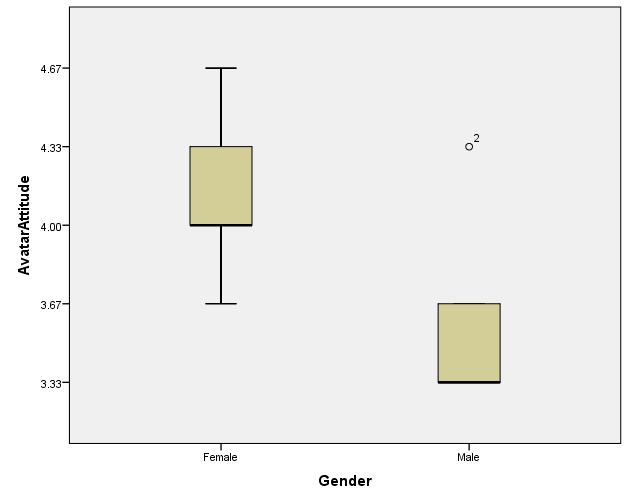 4.67
4.33
4.00
3.67
3.33
AvatarAttitude
2
Female
Male
Gender